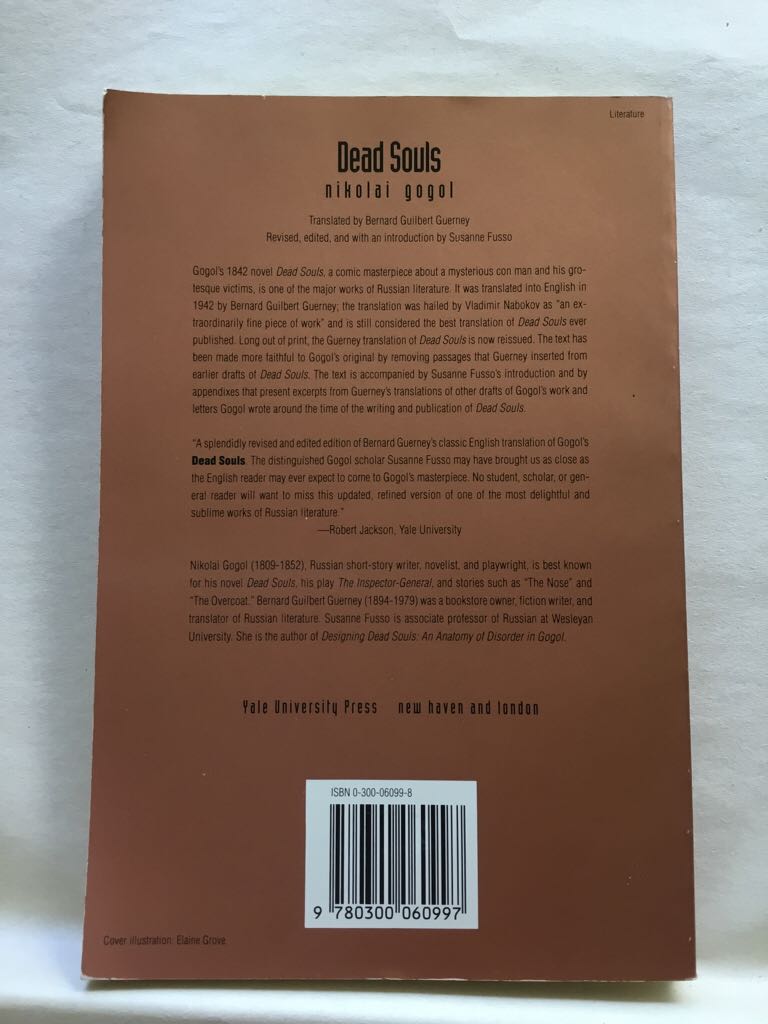 Literature
Dead Souls
nikolai gogol
Translated by Bernard Guilbert Guerney
Revised, edited, and with an introduction by Susanne Fusso
Gogol's 1842 novel Dead Souls, a comic masterpiece about a mysterious con man and his gro-
tesque victims, is one of the major works of Russian literature. It was translated into English in
1942 by Bernard Guilbert Guerney; the translation was hailed by Vladimir Nabokov as "an ex-
traordinarily fine piece of work" and is still considered the best translation of Dead Souls ever
published. Long out of print, the Guerney translation of Dead Souls is now reissued. The text has
been made more faithful to Gogol's original by removing passages that Guerney inserted from
earlier drafts of Dead Souls. The text is accompanied by Susanne Fusso's introduction and by
appendixes that present excerpts from Guerney's translations of other drafts of Gogol's work and
letters Gogol wrote around the time of the writing and publication of Dead Souls.
"A splendidly revised and edited edition of Bernard Guerney's classic English translation of Gogol's
Dead Souls. The distinguished Gogol scholar Susanne Fusso may have brought us as close as
the English reader may ever expect to come to Gogol's masterpiece. No student, scholar, or gen-
eral reader will want to miss this updated, refined version of one of the most delightful and
sublime works of Russian literature."
—Robert Jackson, Yale University
Nikolai Gogol (1809-1852), Russian short-story writer, novelist, and playwright, is best known
for his novel Dead Souls, his play The Inspector-General, and stories such as "The Nose" and
"The Overcoat." Bernard Guilbert Guerney (1894-1979) was a bookstore owner, fiction writer, and
translator of Russian literature. Susanne Fusso is associate professor of Russian at Wesleyan
University. She is the author of Designing Dead Souls: An Anatomy of Disorder in Gogol.
Yale University Press new haven and london
ISBN 0-300-06099-8
9 780300 060997
Cover illustration: Elaine Grove